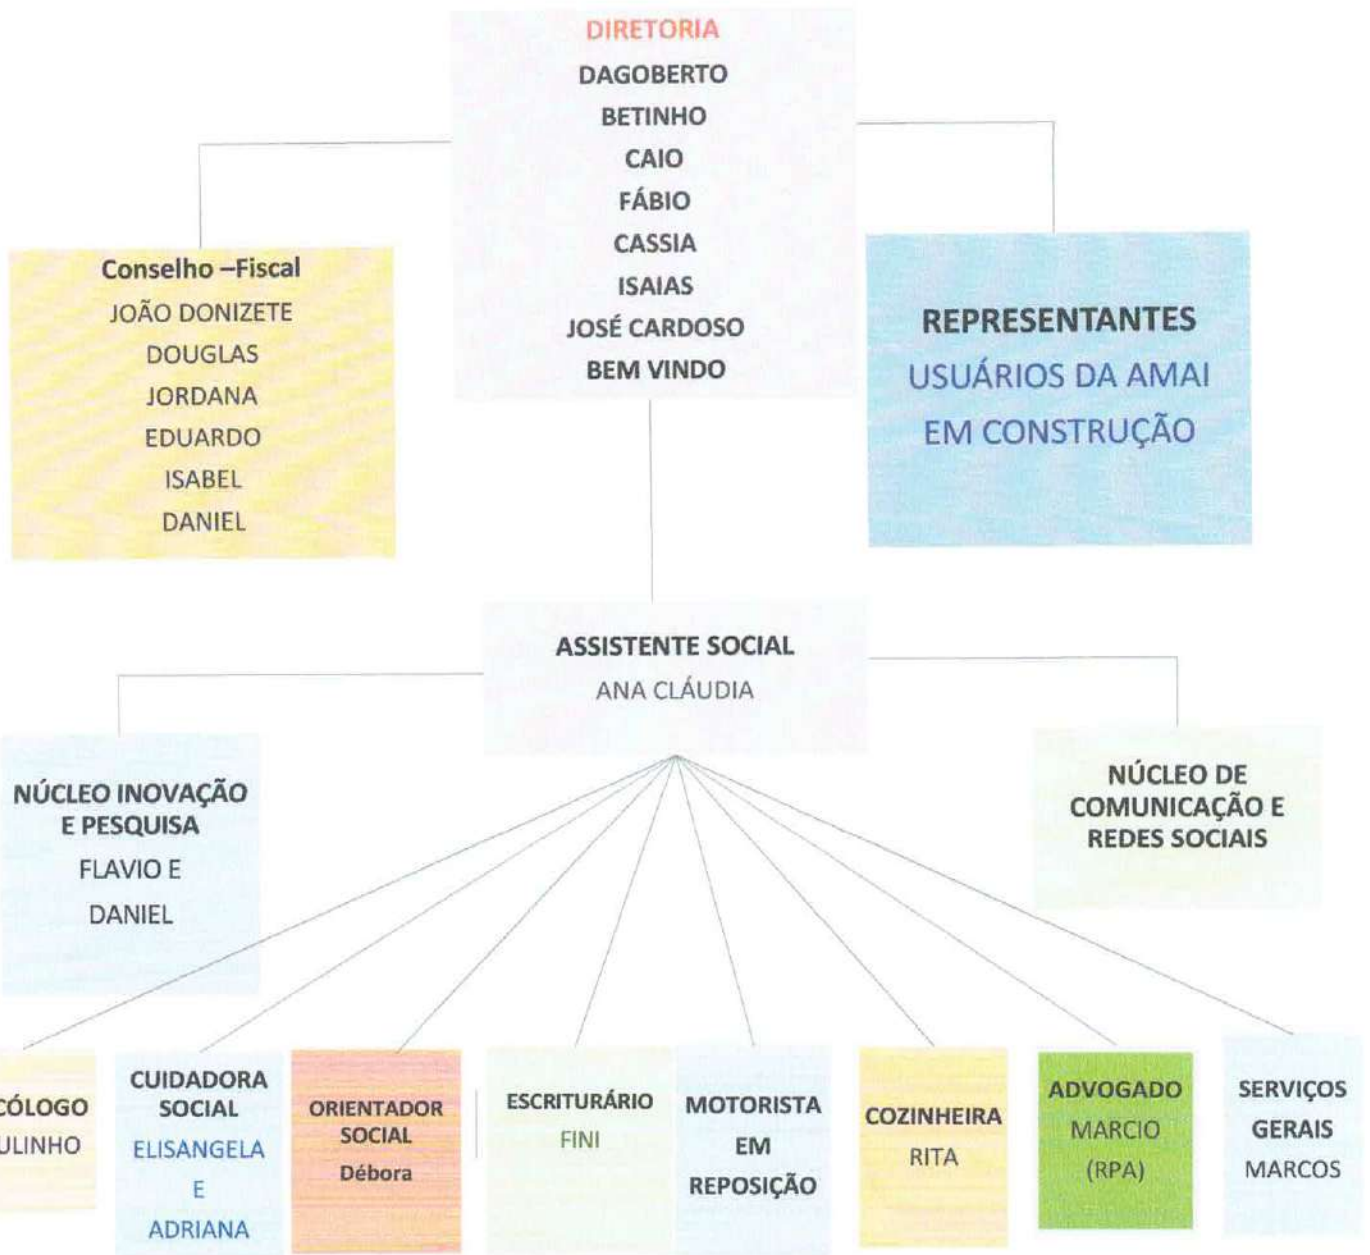 DIRETORIA
DAGOBERTO
BETINHO
CAIO
FÁBIO
CASSIA
ISAIAS
JOSÉ CARDOSO
BEM VINDO
Conselho –Fiscal
JOÃO DONIZETE
DOUGLAS
JORDANA
EDUARDO
ISABEL
DANIEL
REPRESENTANTES
USUÁRIOS DA AMAI
EM CONSTRUÇÃO
ASSISTENTE SOCIAL
ANA CLÁUDIA
NÚCLEO INOVAÇÃO
E PESQUISA
FLAVIO E
DANIEL
NÚCLEO DE
COMUNICAÇÃO E
REDES SOCIAIS
CÓLOGO
ULINHO
CUIDADORA
SOCIAL
ELISANGELA
E
ADRIANA
ORIENTADOR
SOCIAL
Débora
ESCRITURÁRIO
FINI
MOTORISTA
EM
REPOSIÇÃO
COZINHEIRA
RITA
ADVOGADO
MARCIO
(RPA)
SERVIÇOS
GERAIS
MARCOS